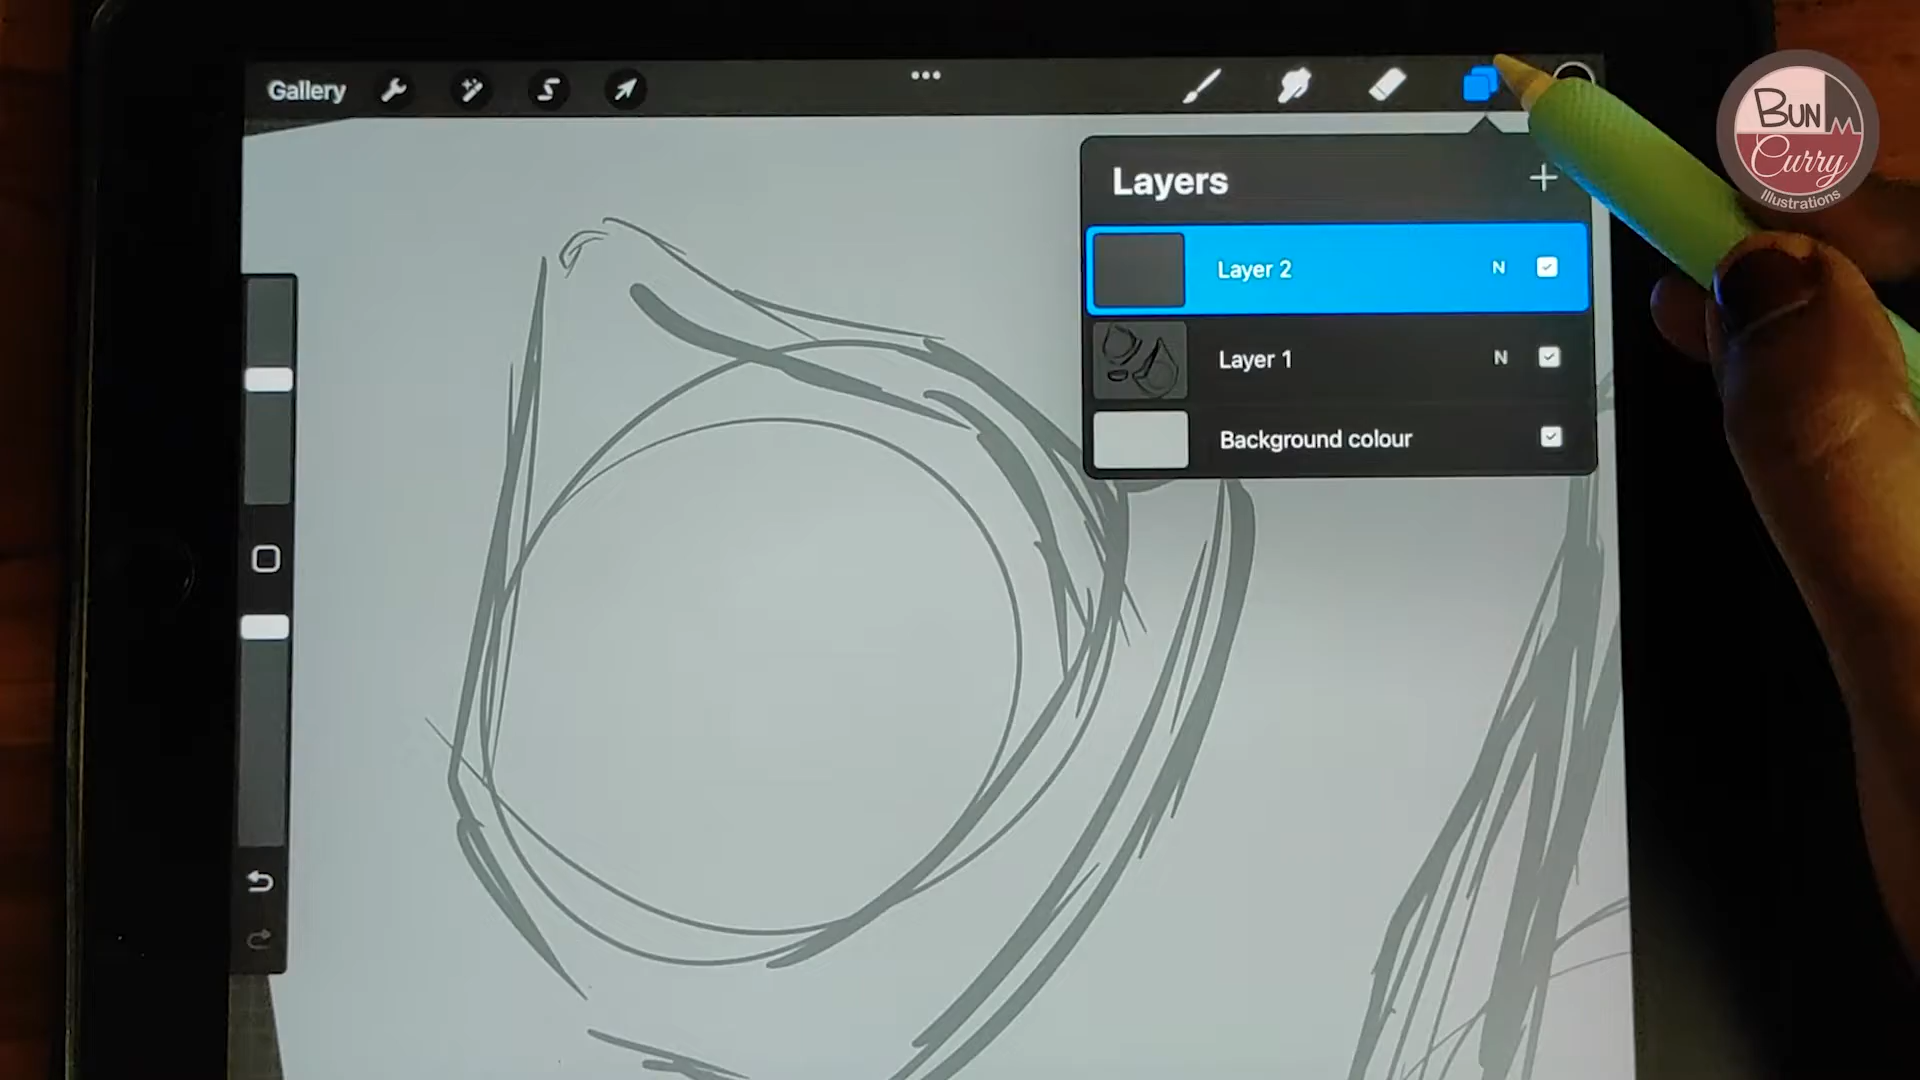 Gallery
Layers
Layer 2 N
Layer 1 N
Background colour
BUN
Curry
Illustrations